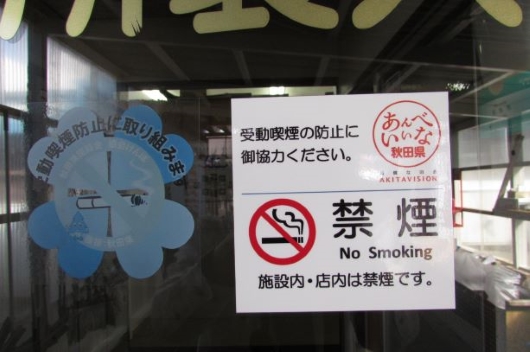 受動喫煙防止に取り組みま
受動喫煙の防止に
御協力ください。
あんべ
いいな
秋田県
AKITAVISION
禁煙
No Smoking
施設内・店内は禁煙です。